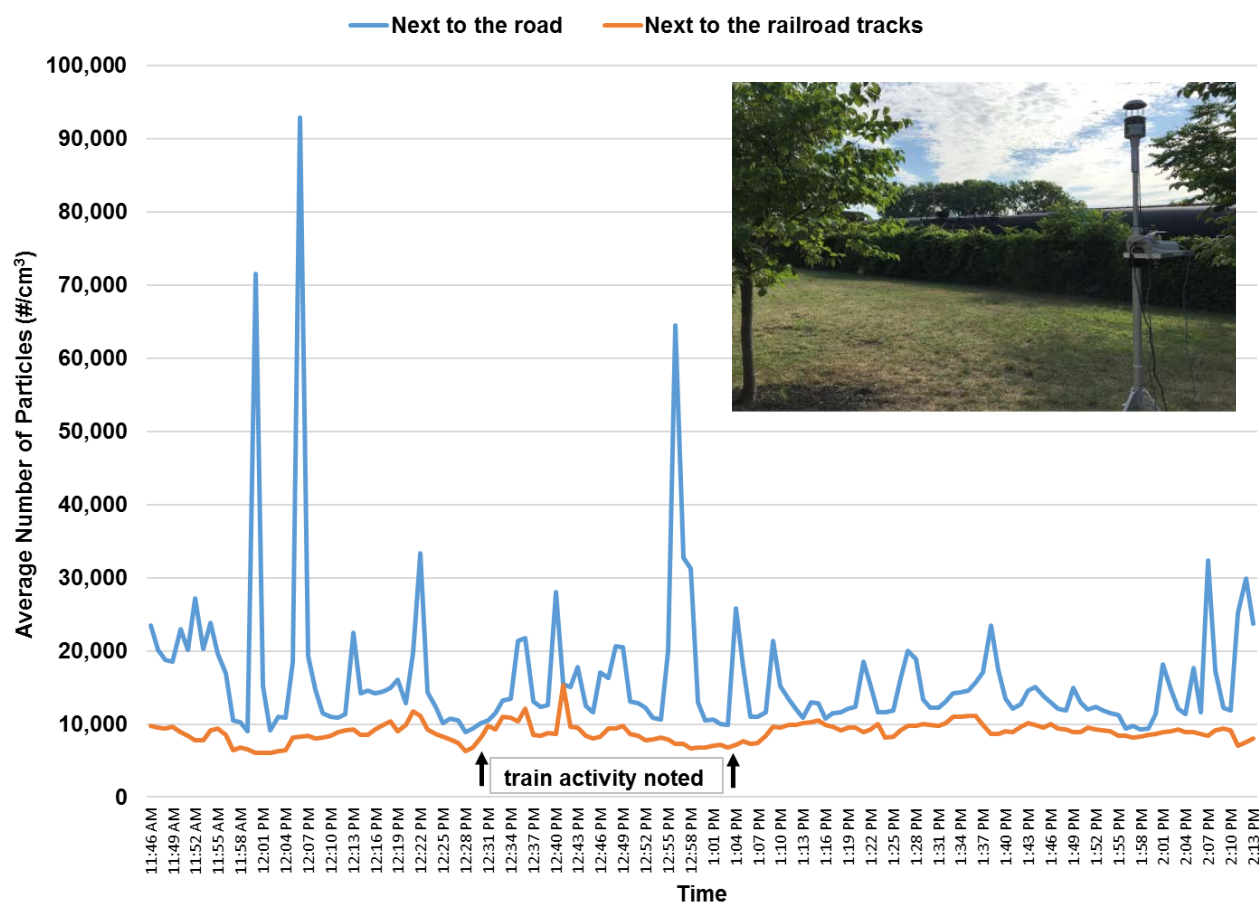 Next to the road Next to the railroad tracks
Average Number of Particles (#/cm³)
100,000
90,000
80,000
70,000
60,000
50,000
40,000
30,000
20,000
10,000
0
train activity noted
11:46 AM
11:49 AM
11:52 AM
11:55 AM
11:58 AM
12:01 PM
12:04 PM
12:07 PM
12:10 PM
12:13 PM
12:16 PM
12:19 PM
12:22 PM
12:25 PM
12:28 PM
12:31 PM
12:34 PM
12:37 PM
12:40 PM
12:43 PM
12:46 PM
12:49 PM
12:52 PM
12:55 PM
12:58 PM
1:01 PM
1:04 PM
1:07 PM
1:10 PM
1:13 PM
1:16 PM
1:19 PM
1:22 PM
1:25 PM
1:28 PM
1:31 PM
1:34 PM
1:37 PM
1:40 PM
1:43 PM
1:46 PM
1:49 PM
1:52 PM
1:55 PM
1:58 PM
2:01 PM
2:04 PM
2:07 PM
2:10 PM
2:13 PM
Time